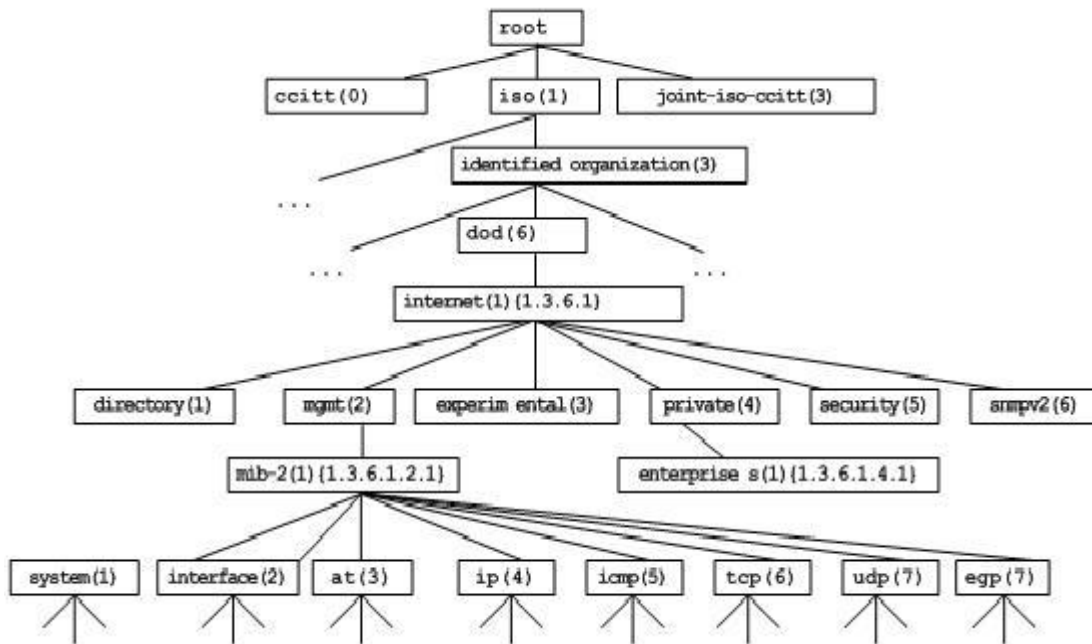 root
ccitt(0) iso(1) joint-iso-ccitt(3)
identified organization(3)
...
dod(6)
... ...
internet(1){1.3.6.1}
directory(1) mgmt(2) experim ental(3) private(4) security(5) snmpv2(6)
mib-2(1){1.3.6.1.2.1} enterprise s(1){1.3.6.1.4.1}
system(1) interface(2) at(3) ip(4) icmp(5) tcp(6) udp(7) egp(7)